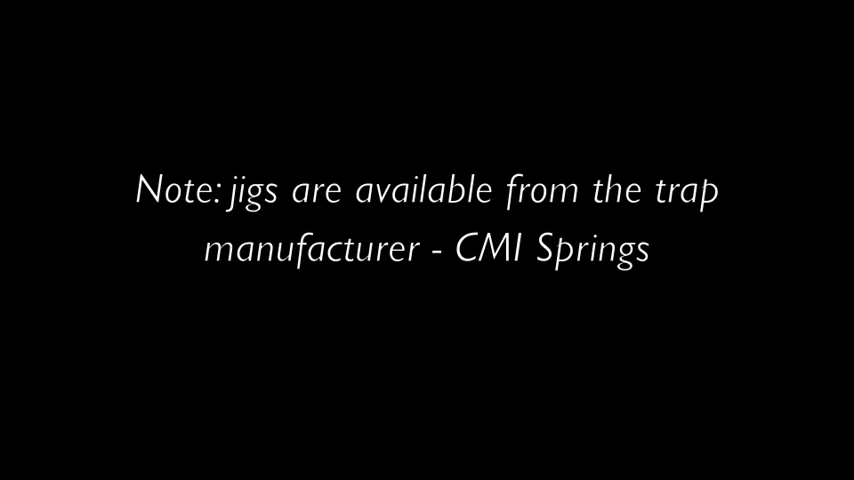 Note: jigs are available from the trap
manufacturer - CMI Springs